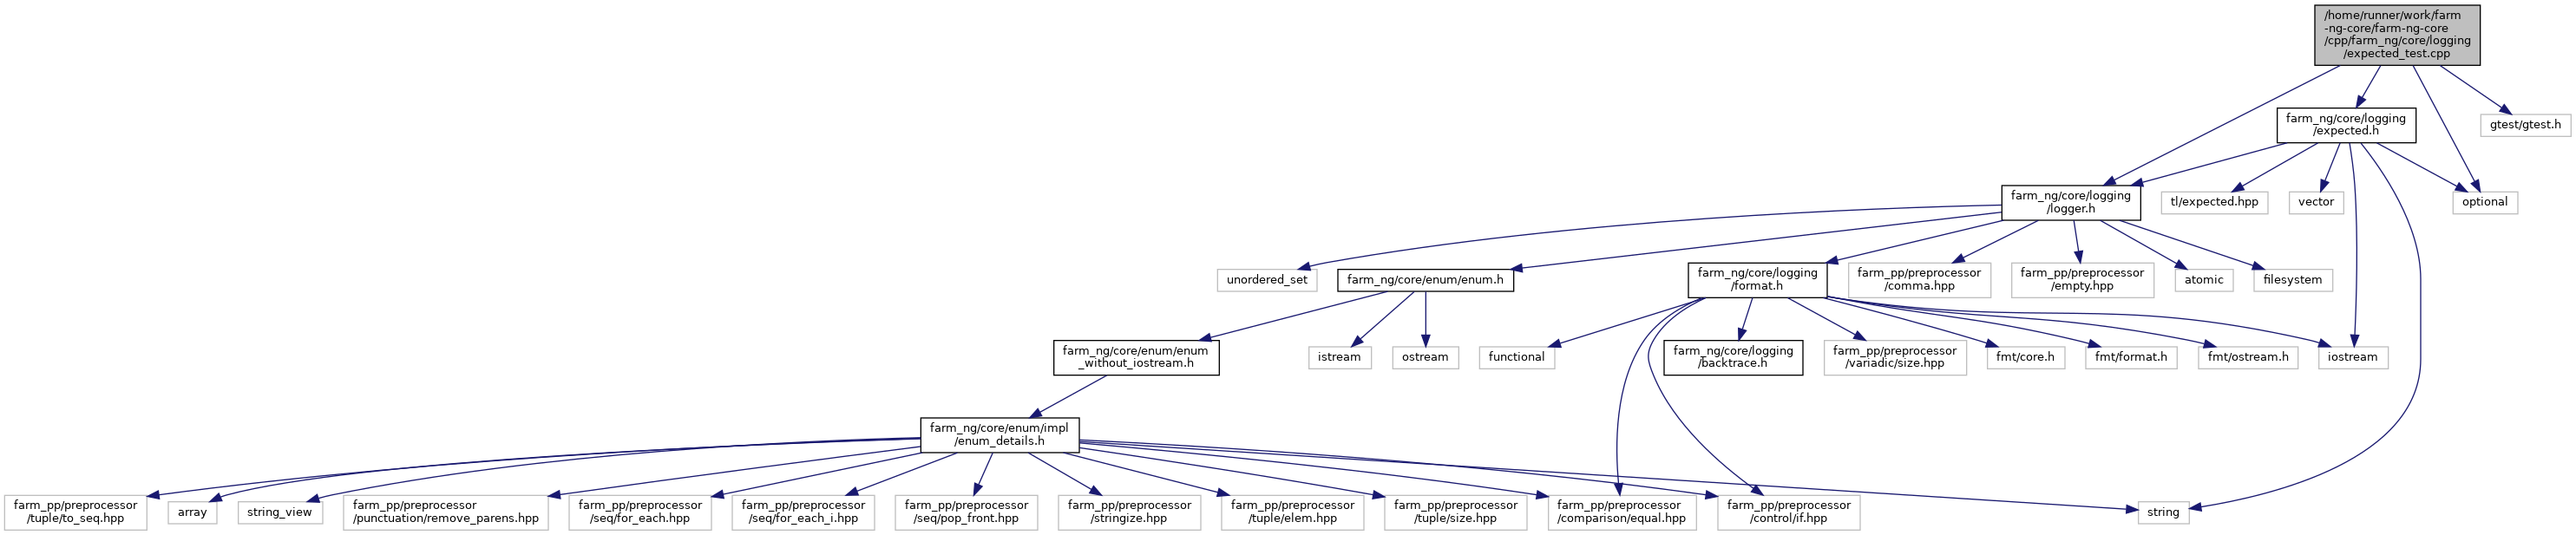 /home/runner/work/farm
-ng-core/farm-ng-core
/cpp/farm_ng/core/logging
/expected_test.cpp
farm_ng/core/logging
/expected.h
gtest/gtest.h
farm_ng/core/logging
/logger.h
tl/expected.hpp
vector
optional
unordered_set
farm_ng/core/enum/enum.h
farm_ng/core/logging
/format.h
farm_pp/preprocessor
/comma.hpp
farm_pp/preprocessor
/empty.hpp
atomic
filesystem
farm_ng/core/enum/enum
_without_iostream.h
istream
ostream
functional
farm_ng/core/logging
/backtrace.h
farm_pp/preprocessor
/variadic/size.hpp
fmt/core.h
fmt/format.h
fmt/ostream.h
iostream
farm_ng/core/enum/impl
/enum_details.h
farm_pp/preprocessor
/tuple/to_seq.hpp
array
string_view
farm_pp/preprocessor
/punctuation/remove_parens.hpp
farm_pp/preprocessor
/seq/for_each.hpp
farm_pp/preprocessor
/seq/for_each_i.hpp
farm_pp/preprocessor
/seq/pop_front.hpp
farm_pp/preprocessor
/stringize.hpp
farm_pp/preprocessor
/tuple/elem.hpp
farm_pp/preprocessor
/tuple/size.hpp
farm_pp/preprocessor
/comparison/equal.hpp
farm_pp/preprocessor
/control/if.hpp
string